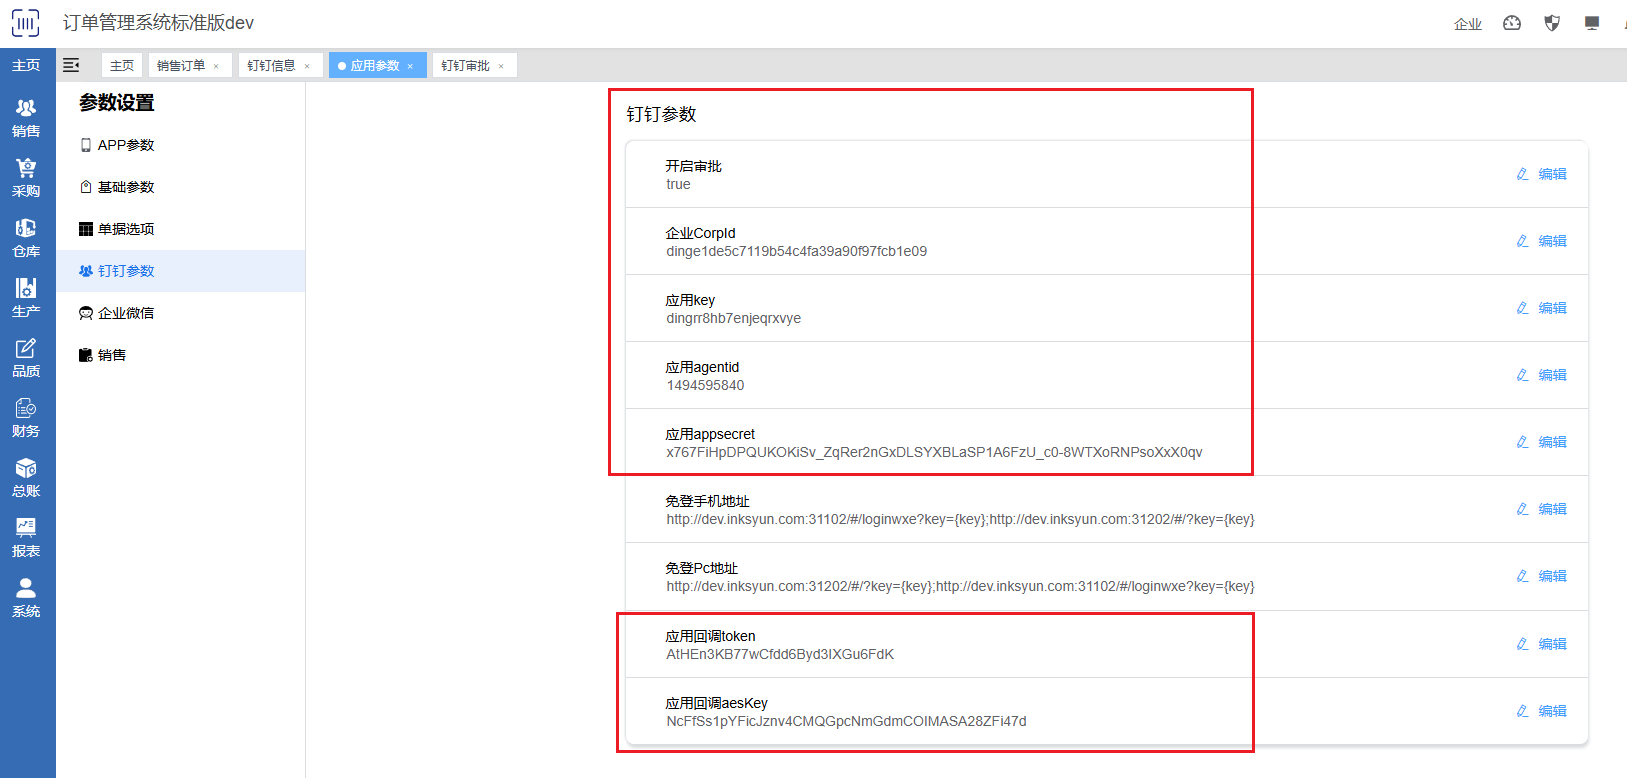 订单管理系统标准版dev
企业
主页
主页
销售订单 ×
钉钉信息 ×
应用参数 ×
钉钉审批 ×
销售
采购
仓库
生产
品质
财务
总账
报表
系统
参数设置
APP参数
基础参数
单据选项
钉钉参数
企业微信
销售
钉钉参数
开启审批
true
编辑
企业CorpId
dinge1de5c7119b54c4fa39a90f97fcb1e09
编辑
应用key
dingrr8hb7enjeqrxvye
编辑
应用agentid
1494595840
编辑
应用appsecret
x767FiHpDPQUKOKiSv_ZqRer2nGxDLSYXBLaSP1A6FzU_c0-8WTXoRNPsoXxX0qv
编辑
免登手机地址
http://dev.inksyun.com:31102/#/loginwxe?key={key};http://dev.inksyun.com:31202/#/?key={key}
编辑
免登Pc地址
http://dev.inksyun.com:31202/#/?key={key};http://dev.inksyun.com:31102/#/loginwxe?key={key}
编辑
应用回调token
AtHEn3KB77wCfdd6Byd3IXGu6FdK
编辑
应用回调aesKey
NcFfSs1pYFicJznv4CMQGpcNmGdmCOIMASA28ZFi47d
编辑